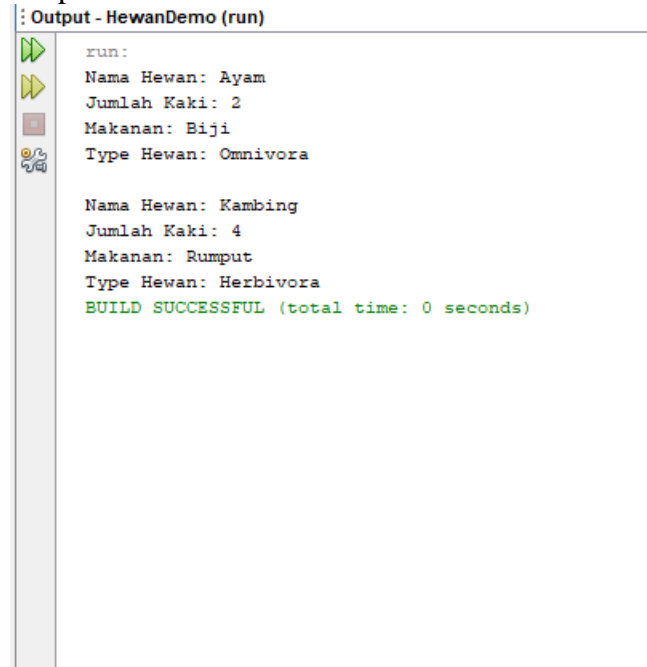 Output - HewanDemo (run)
run:
Nama Hewan: Ayam
Jumlah Kaki: 2
Makanan: Biji
Type Hewan: Omnivora
Nama Hewan: Kambing
Jumlah Kaki: 4
Makanan: Rumput
Type Hewan: Herbivora
BUILD SUCCESSFUL (total time: 0 seconds)